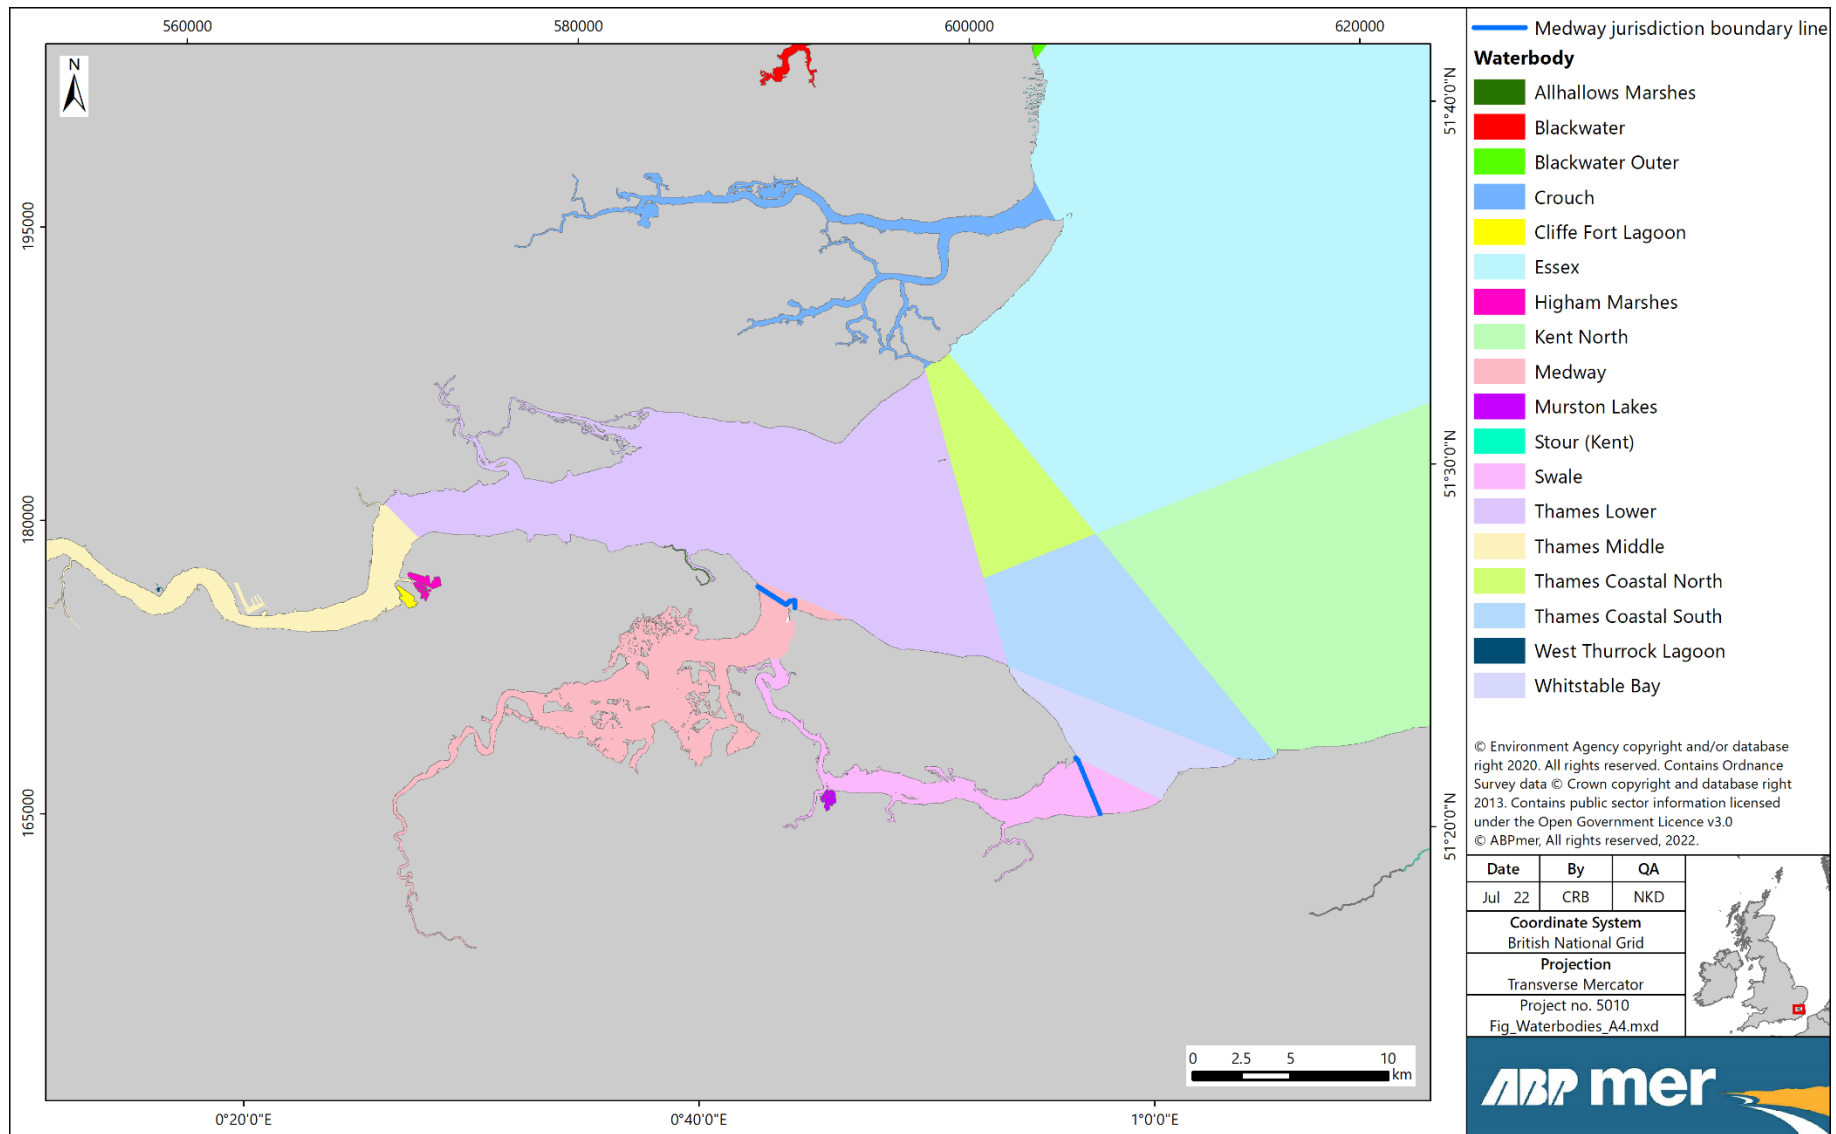 560000
580000
600000
620000
N
195000
180000
165000
51°40'0"N
51°30'0"N
51°20'0"N
0 2.5 5 10
km
0°20'0"E
0°40'0"E
1°0'0"E
Medway jurisdiction boundary line
Waterbody
Allhallows Marshes
Blackwater
Blackwater Outer
Crouch
Cliffe Fort Lagoon
Essex
Higham Marshes
Kent North
Medway
Murston Lakes
Stour (Kent)
Swale
Thames Lower
Thames Middle
Thames Coastal North
Thames Coastal South
West Thurrock Lagoon
Whitstable Bay
© Environment Agency copyright and/or database
right 2020. All rights reserved. Contains Ordnance
Survey data © Crown copyright and database right
2013. Contains public sector information licensed
under the Open Government Licence v3.0
© ABPmer, All rights reserved, 2022.
Date By QA
Jul 22 CRB NKD
Coordinate System
British National Grid
Projection
Transverse Mercator
Project no. 5010
Fig_Waterbodies_A4.mxd
ABPmer